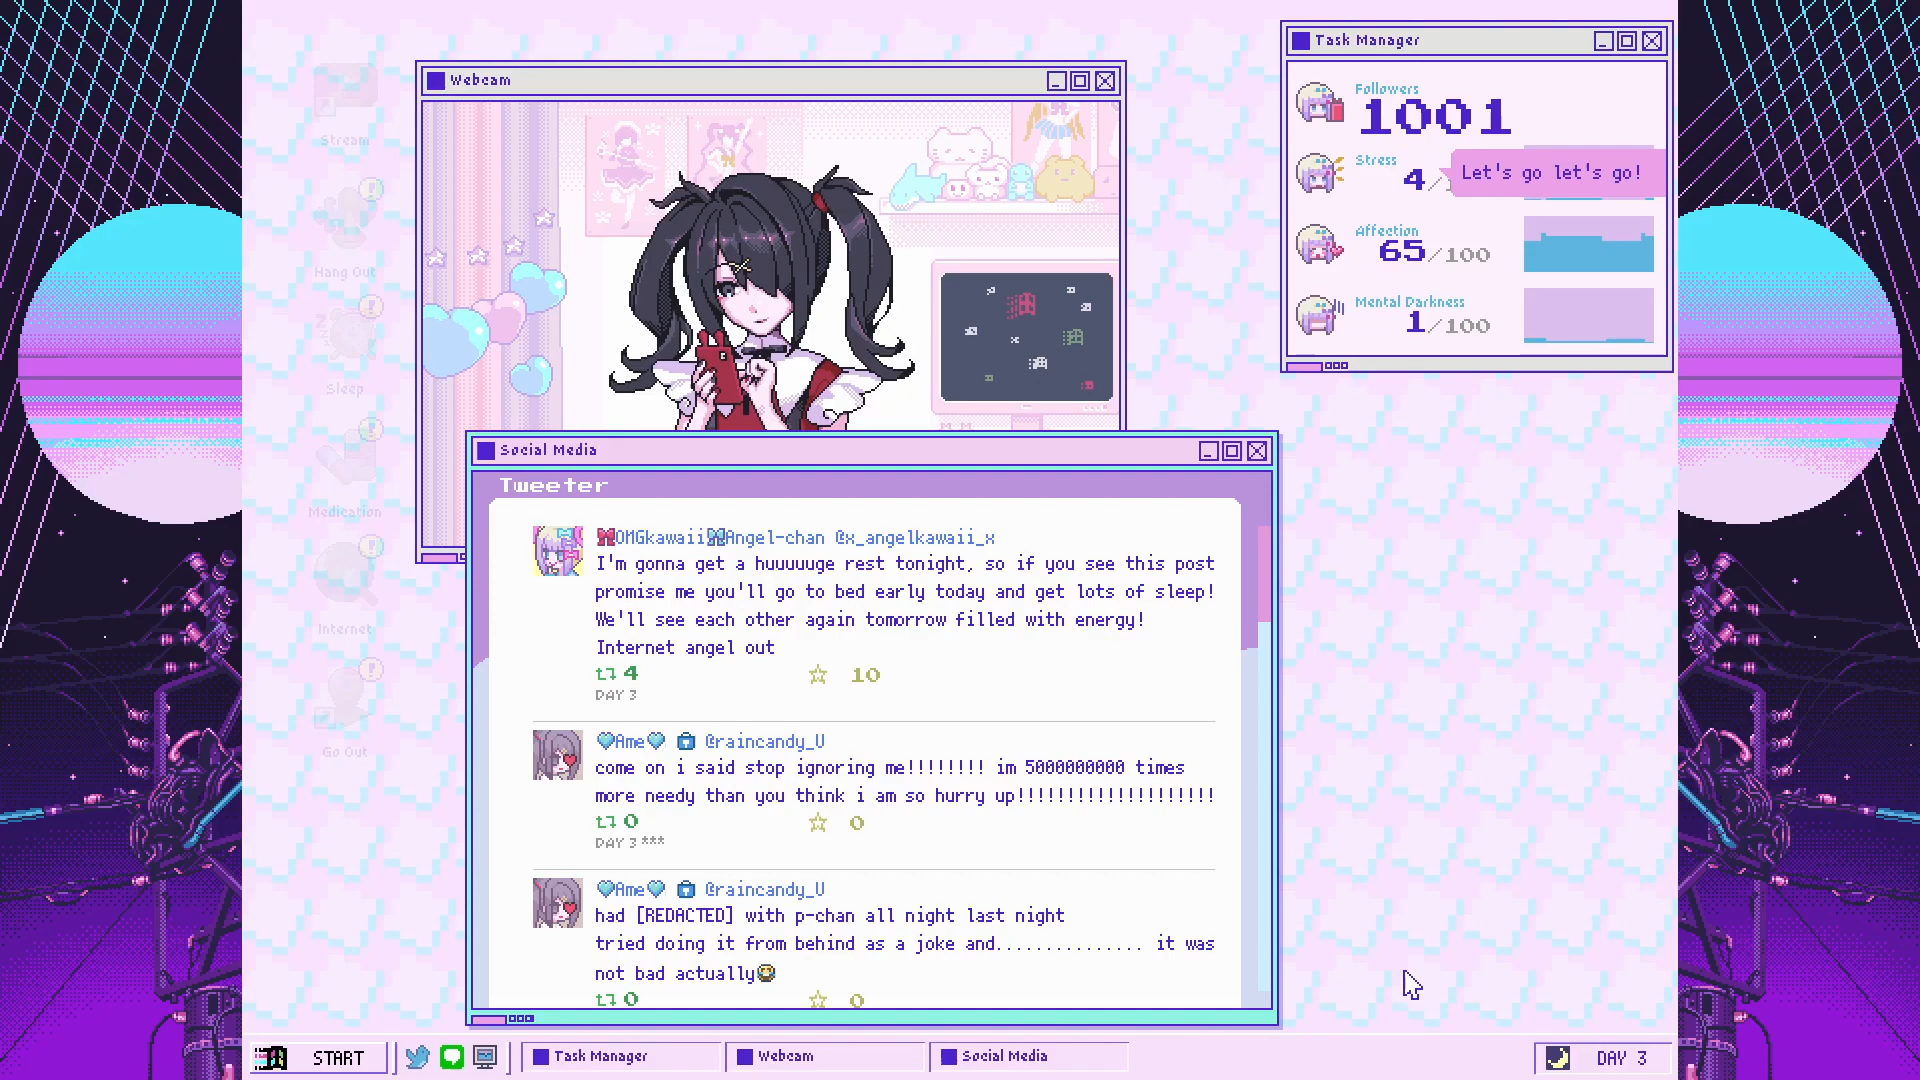 Webcam
Task Manager
Followers
1001
Stress
4/
Let's go let's go!
Affection
65/100
Mental Darkness
1/100
Stream
Hang Out
Sleep
Medication
Internet
Go Out
Social Media
Tweeter
OMGkawaii Angel-chan @x_angelkawaii_x
I'm gonna get a huuuuuge rest tonight, so if you see this post
promise me you'll go to bed early today and get lots of sleep!
We'll see each other again tomorrow filled with energy!
Internet angel out
4 10
DAY 3
Ame @raincandy_U
come on i said stop ignoring me!!!!!!!! im 5000000000 times
more needy than you think i am so hurry up!!!!!!!!!!!!!!!!!!!!
0 0
DAY 3 ***
Ame @raincandy_U
had [REDACTED] with p-chan all night last night
tried doing it from behind as a joke and............... it was
not bad actually
0 0
START
Task Manager
Webcam
Social Media
DAY 3